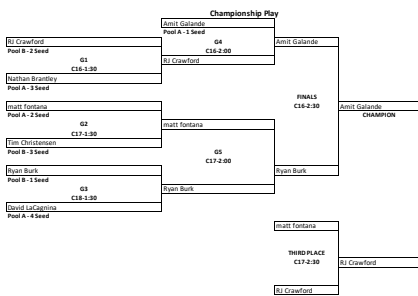 Championship Play
Amit Galande
Pool A - 1 Seed
G4
C16-2:00
RJ Crawford
RJ Crawford
Pool B - 2 Seed
G1
C16-1:30
Nathan Brantley
Pool A - 3 Seed
Amit Galande
FINALS
C16-2:30
Ryan Burk
Amit Galande
CHAMPION
matt fontana
Pool A - 2 Seed
G2
C17-1:30
Tim Christensen
Pool B - 3 Seed
matt fontana
G5
C17-2:00
Ryan Burk
Ryan Burk
Pool B - 1 Seed
G3
C18-1:30
David LaCagnina
Pool A - 4 Seed
matt fontana
THIRD PLACE
C17-2:30
RJ Crawford
RJ Crawford